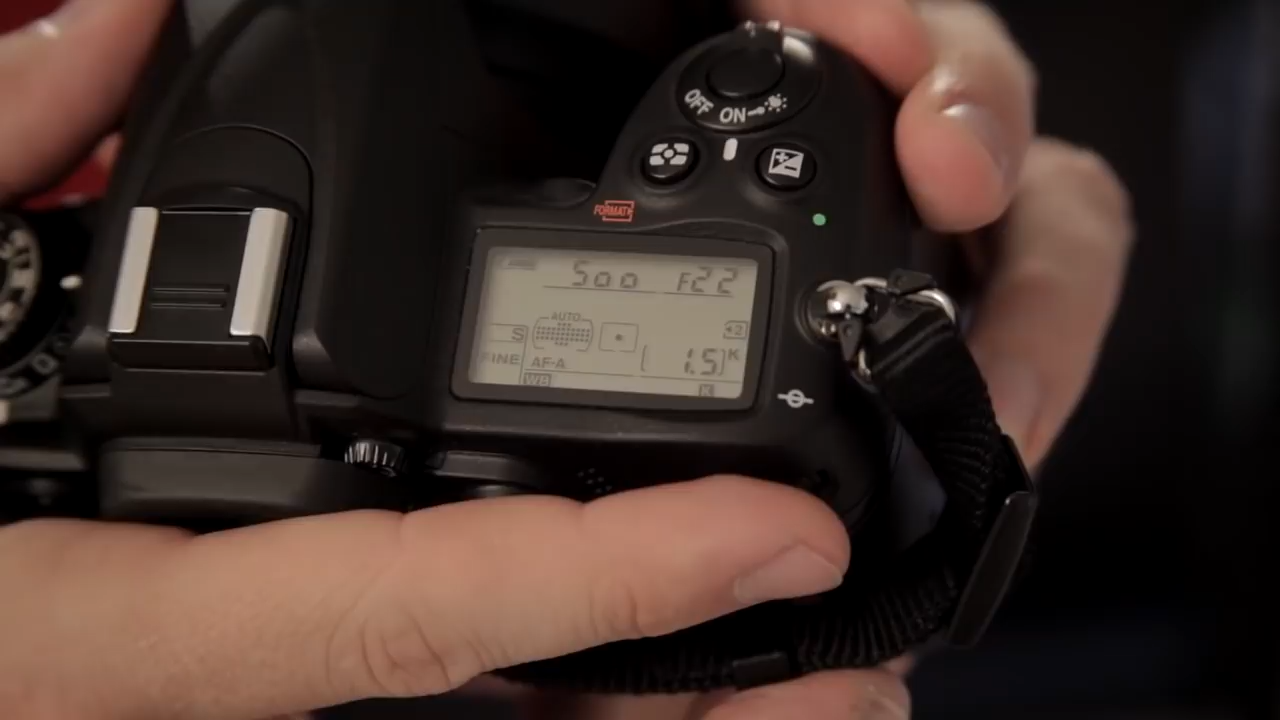 OFF ON
FORMAT
500 F22
AUTO
S
FINE AF-A [1.5]K
WB K